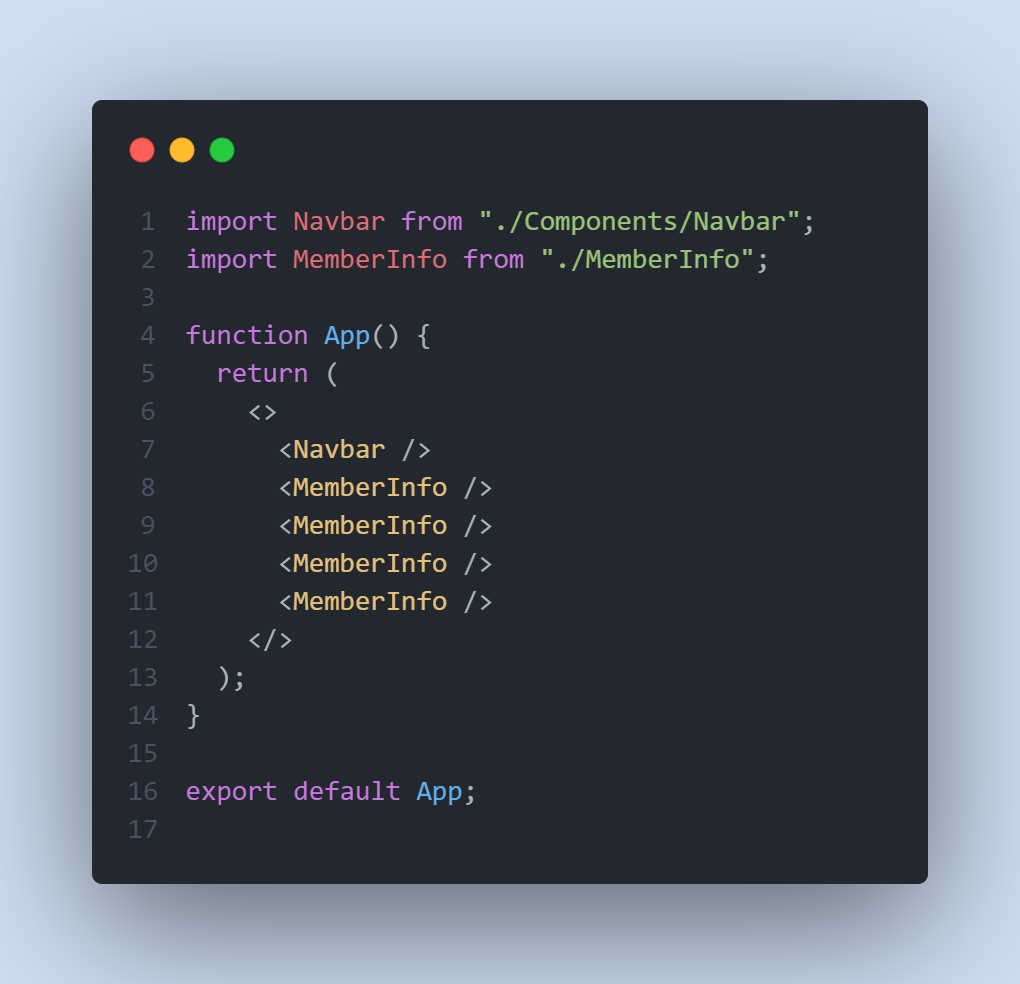 1 import Navbar from "./Components/Navbar";
2 import MemberInfo from "./MemberInfo";
3
4 function App() {
5   return (
6     <>
7       <Navbar />
8       <MemberInfo />
9       <MemberInfo />
10       <MemberInfo />
11       <MemberInfo />
12     </>
13   );
14 }
15
16 export default App;
17